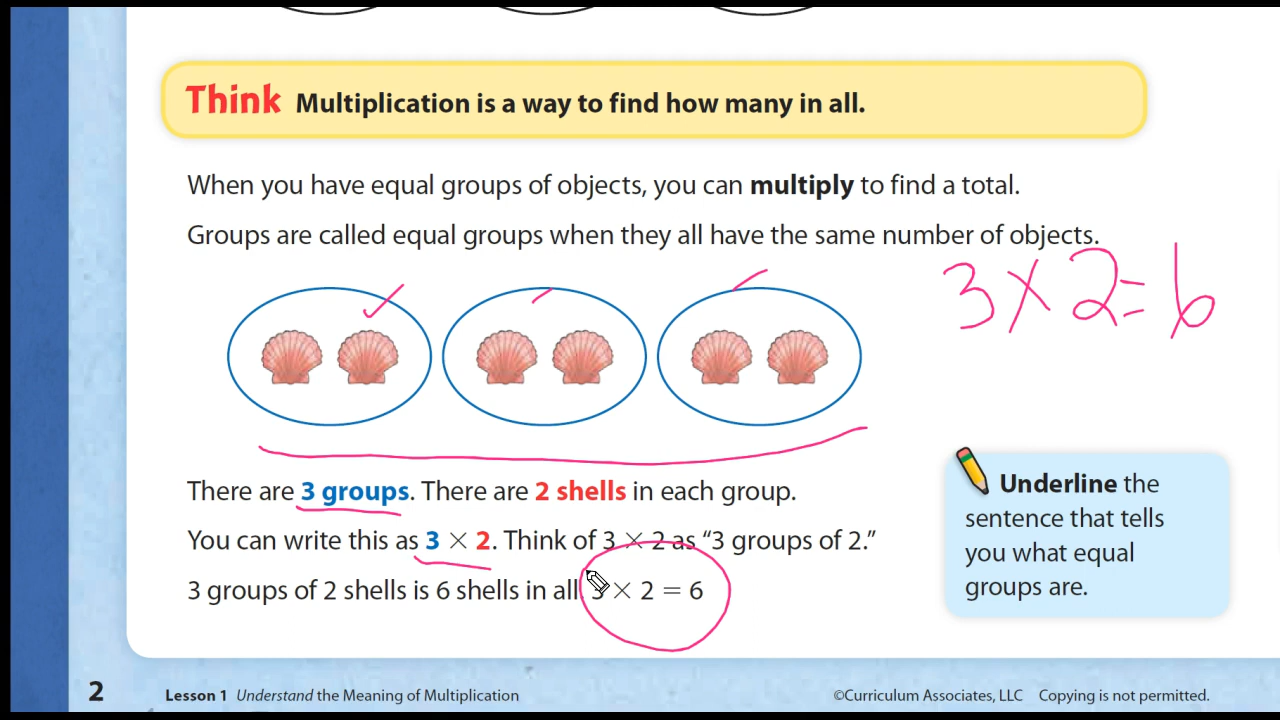 Think Multiplication is a way to find how many in all.
When you have equal groups of objects, you can multiply to find a total.
Groups are called equal groups when they all have the same number of objects.
3 × 2 = 6
There are 3 groups. There are 2 shells in each group.
You can write this as 3 × 2. Think of 3 × 2 as “3 groups of 2.”
3 groups of 2 shells is 6 shells in all. 3 × 2 = 6
Underline the
sentence that tells
you what equal
groups are.
2 Lesson 1 Understand the Meaning of Multiplication
©Curriculum Associates, LLC Copying is not permitted.